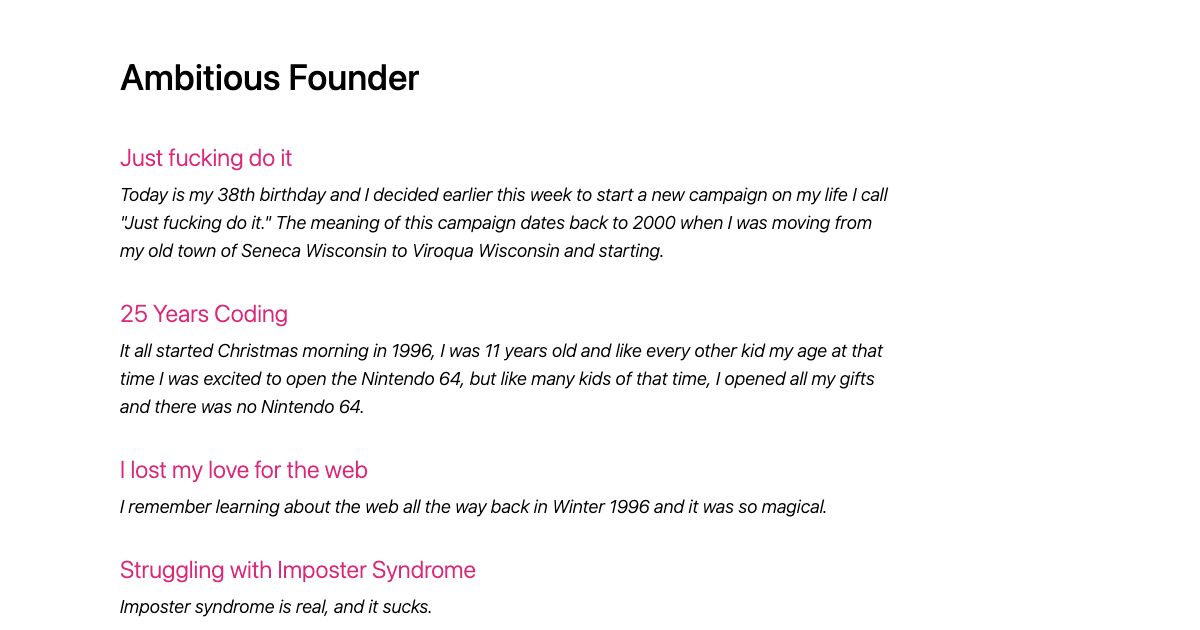 Ambitious Founder
Just fucking do it
Today is my 38th birthday and I decided earlier this week to start a new campaign on my life I call
"Just fucking do it." The meaning of this campaign dates back to 2000 when I was moving from
my old town of Seneca Wisconsin to Viroqua Wisconsin and starting.
25 Years Coding
It all started Christmas morning in 1996, I was 11 years old and like every other kid my age at that
time I was excited to open the Nintendo 64, but like many kids of that time, I opened all my gifts
and there was no Nintendo 64.
I lost my love for the web
I remember learning about the web all the way back in Winter 1996 and it was so magical.
Struggling with Imposter Syndrome
Imposter syndrome is real, and it sucks.